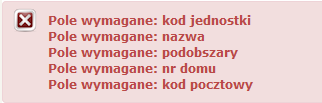 Pole wymagane: kod jednostki
Pole wymagane: nazwa
Pole wymagane: podobszary
Pole wymagane: nr domu
Pole wymagane: kod pocztowy